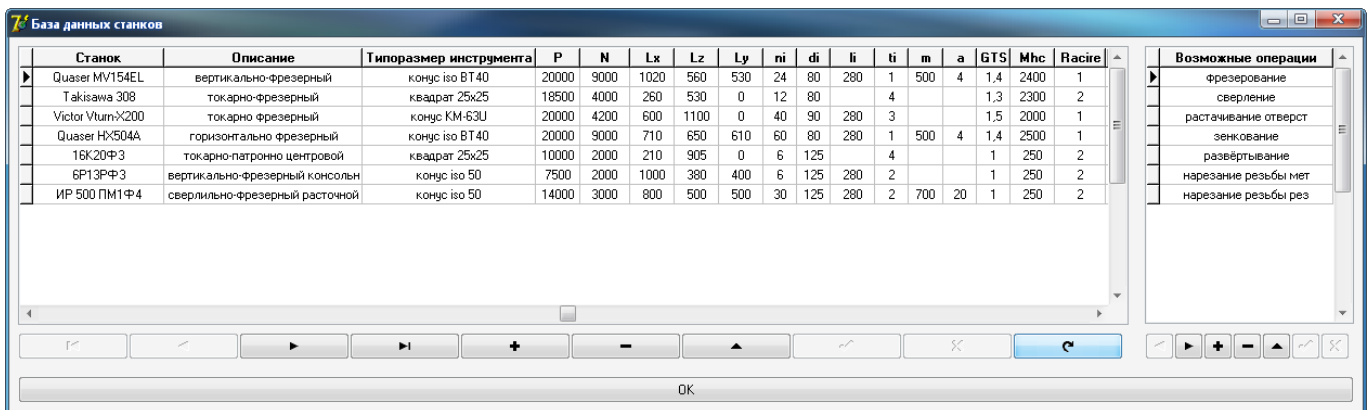 База данных станков
Станок Описание Типоразмер инструмента P N Lx Lz Ly ni di li ti m a GTS Mhc Racire Возможные операции
Quaser MV154EL вертикально-фрезерный конус iso BT40 20000 9000 1020 560 530 24 80 280 1 500 4 1,4 2400 1 фрезерование
Takisawa 308 токарно-фрезерный квадрат 25x25 18500 4000 260 530 0 12 80 4 1,3 2300 2 сверление
Victor Vturn-X200 токарно фрезерный конус KM-63U 20000 4200 600 1100 0 40 90 280 3 1,5 2000 1 растачивание отверст
Quaser HX504A горизонтально фрезерный конус iso BT40 20000 9000 710 650 610 60 80 280 1 500 4 1,4 2500 1 зенкование
16К20Ф3 токарно-патронно центровой квадрат 25x25 10000 2000 210 905 0 6 125 4 1 250 2 развёртывание
6Р13РФ3 вертикально-фрезерный консольн конус iso 50 7500 2000 1000 380 400 6 125 280 2 1 250 2 нарезание резьбы мет
ИР 500 ПМ1Ф4 сверлильно-фрезерный расточной конус iso 50 14000 3000 800 500 500 30 125 280 2 700 20 1 250 2 нарезание резьбы рез
OK